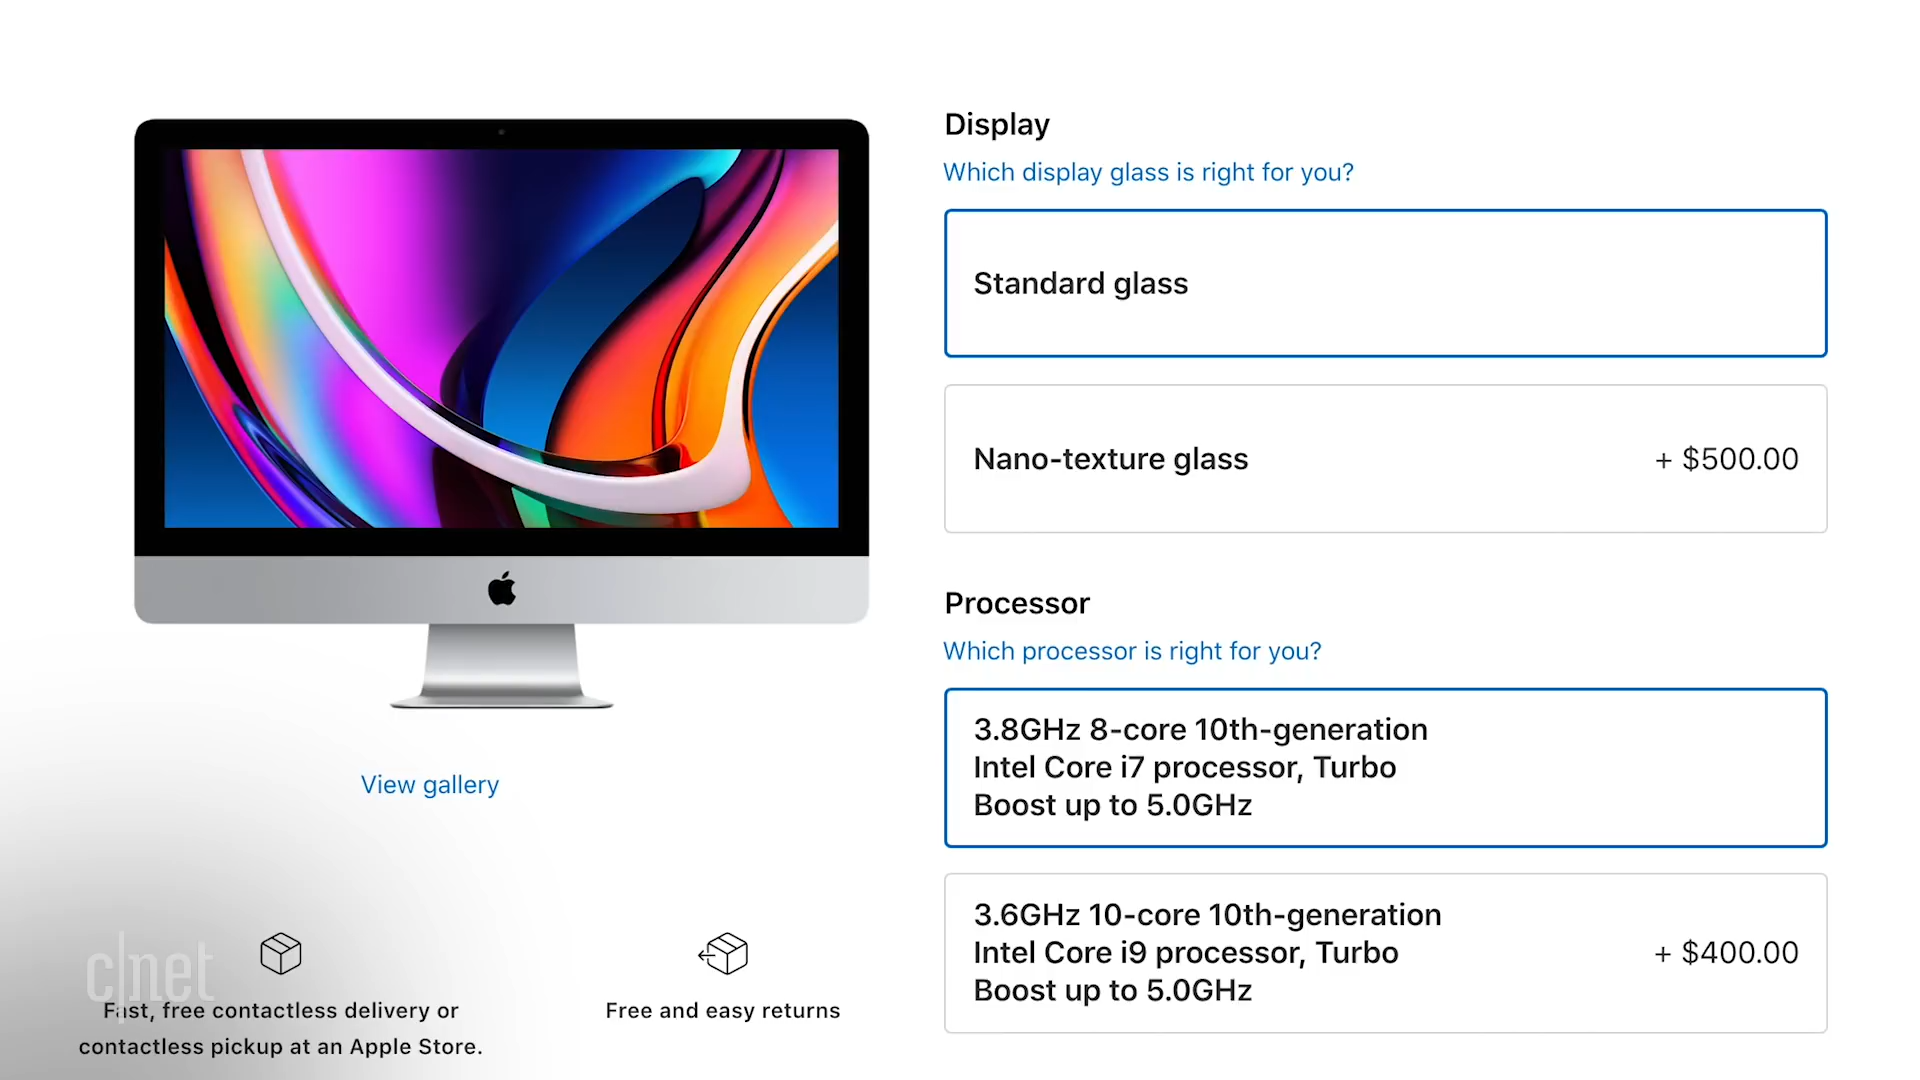 Display
Which display glass is right for you?
Standard glass
Nano-texture glass
+ $500.00
Processor
Which processor is right for you?
3.8GHz 8-core 10th-generation
Intel Core i7 processor, Turbo
Boost up to 5.0GHz
3.6GHz 10-core 10th-generation
Intel Core i9 processor, Turbo
Boost up to 5.0GHz
+ $400.00
View gallery
c|net
Fast, free contactless delivery or
contactless pickup at an Apple Store.
Free and easy returns